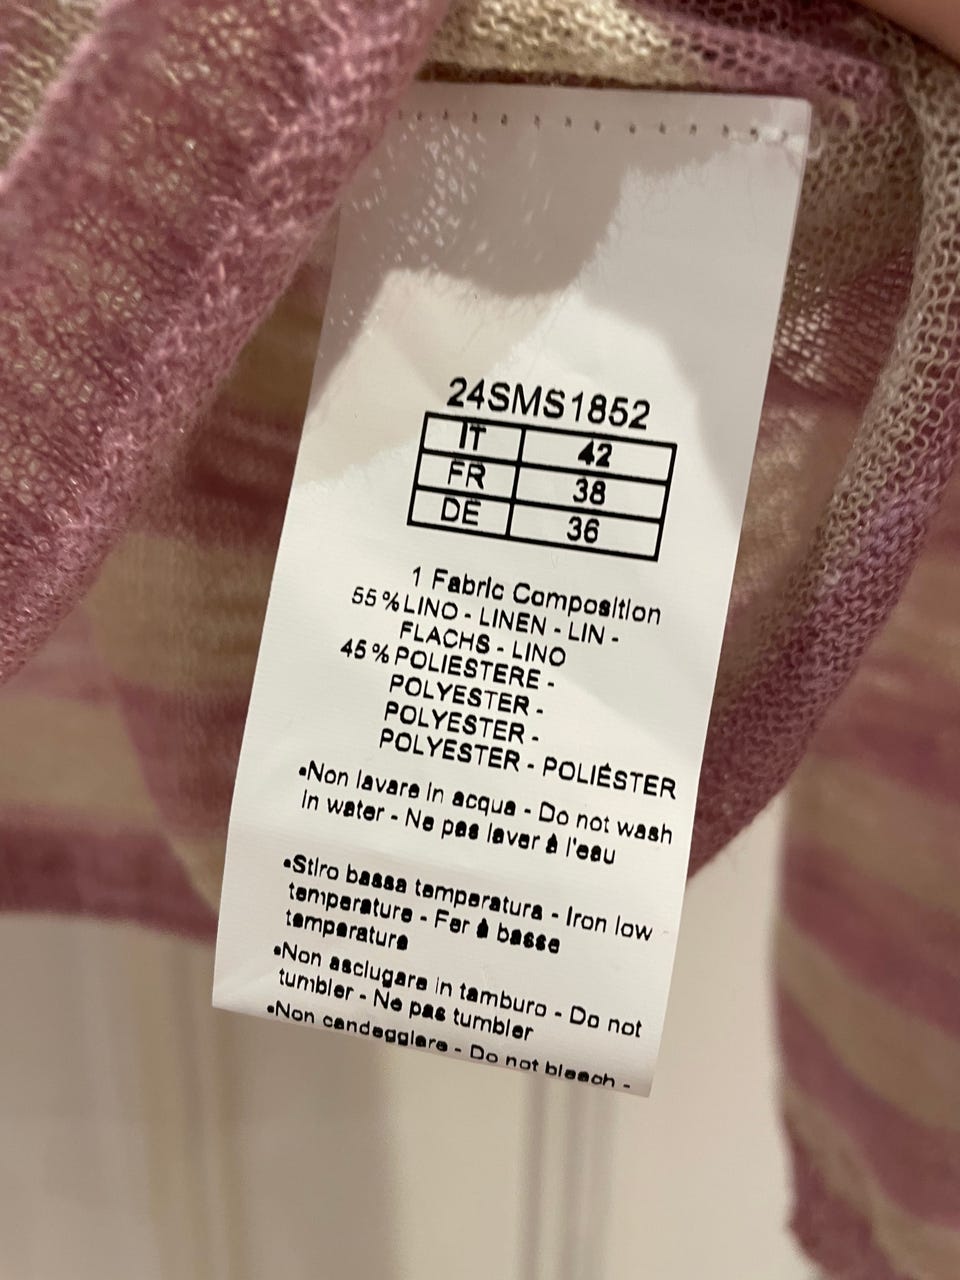 24SMS1852
IT 42
FR 38
DE 36
1 Fabric Composition
55%LINO - LINEN - LIN -
FLACHS - LINO
45%POLIESTERE -
POLYESTER -
POLYESTER -
POLYESTER - POLIÉSTER
•Non lavare in acqua - Do not wash
in water - Ne pas laver à l'eau
•Stiro bassa temperatura - Iron low
temperature - Fer à basse
temperature
•Non asciugare in tamburo - Do not
tumbler - Ne pas tumbler
•Non candeggiare - Do not bleach -